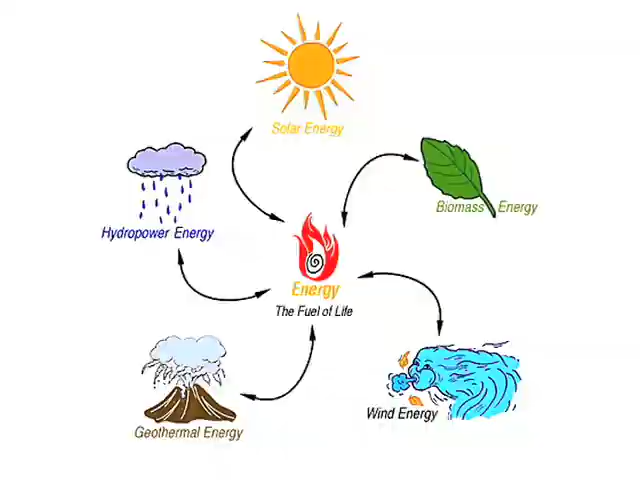 Solar Energy
Biomass Energy
Hydropower Energy
Energy
The Fuel of Life
Wind Energy
Geothermal Energy